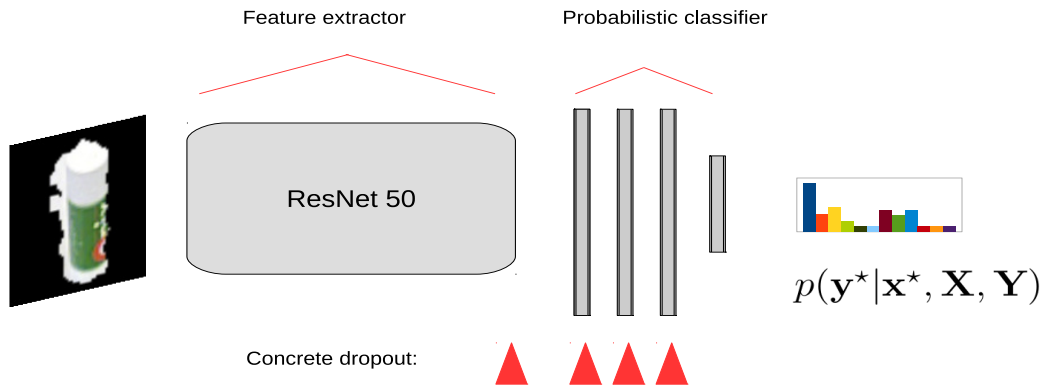 Feature extractor
Probabilistic classifier
ResNet 50
p(y⋆|x⋆, X, Y)
Concrete dropout: